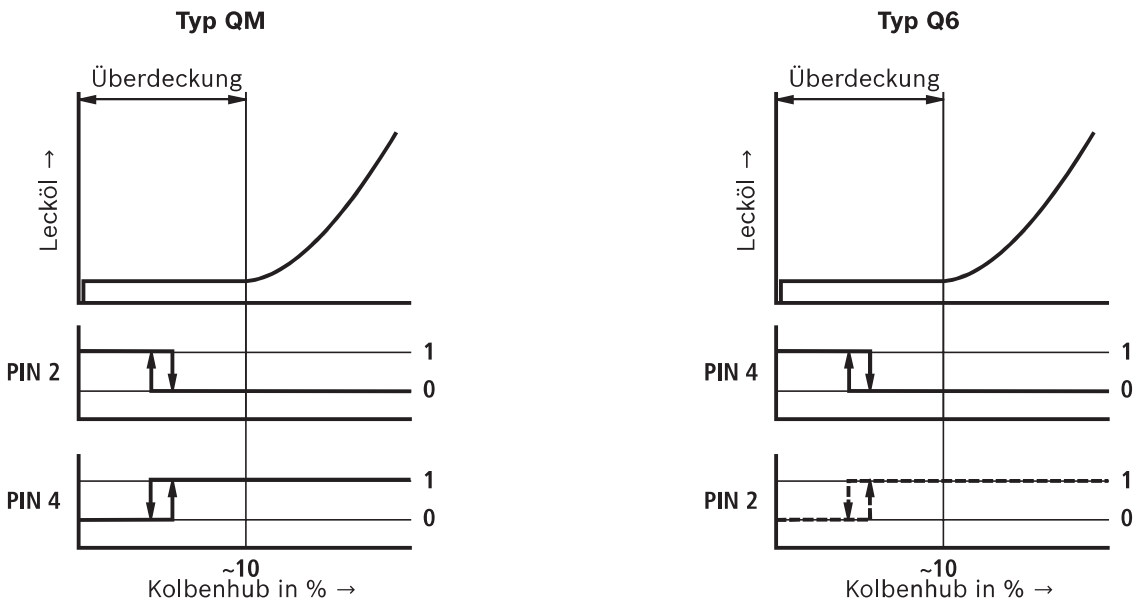 Typ QM
Überdeckung
Lecköl →
PIN 2
1
0
PIN 4
1
0
~10
Kolbenhub in % →
Typ Q6
Überdeckung
Lecköl →
PIN 4
1
0
PIN 2
1
0
~10
Kolbenhub in % →